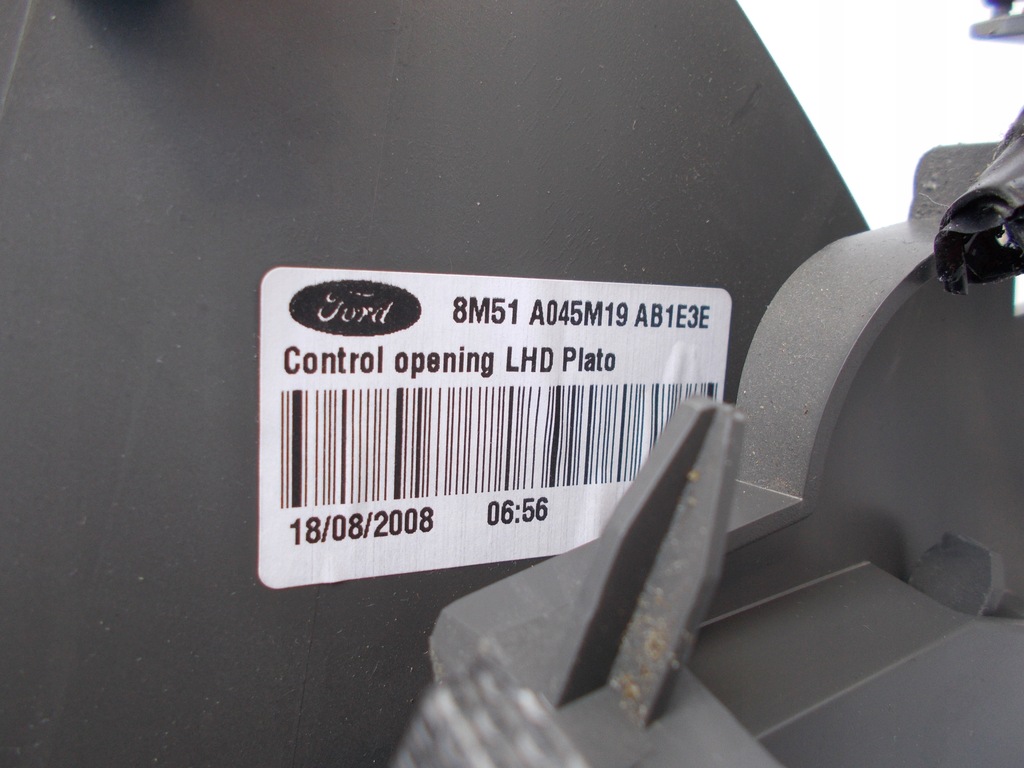 Ford 8M51 A045M19 AB1E3E
Control opening LHD Plato
18/08/2008 06:56